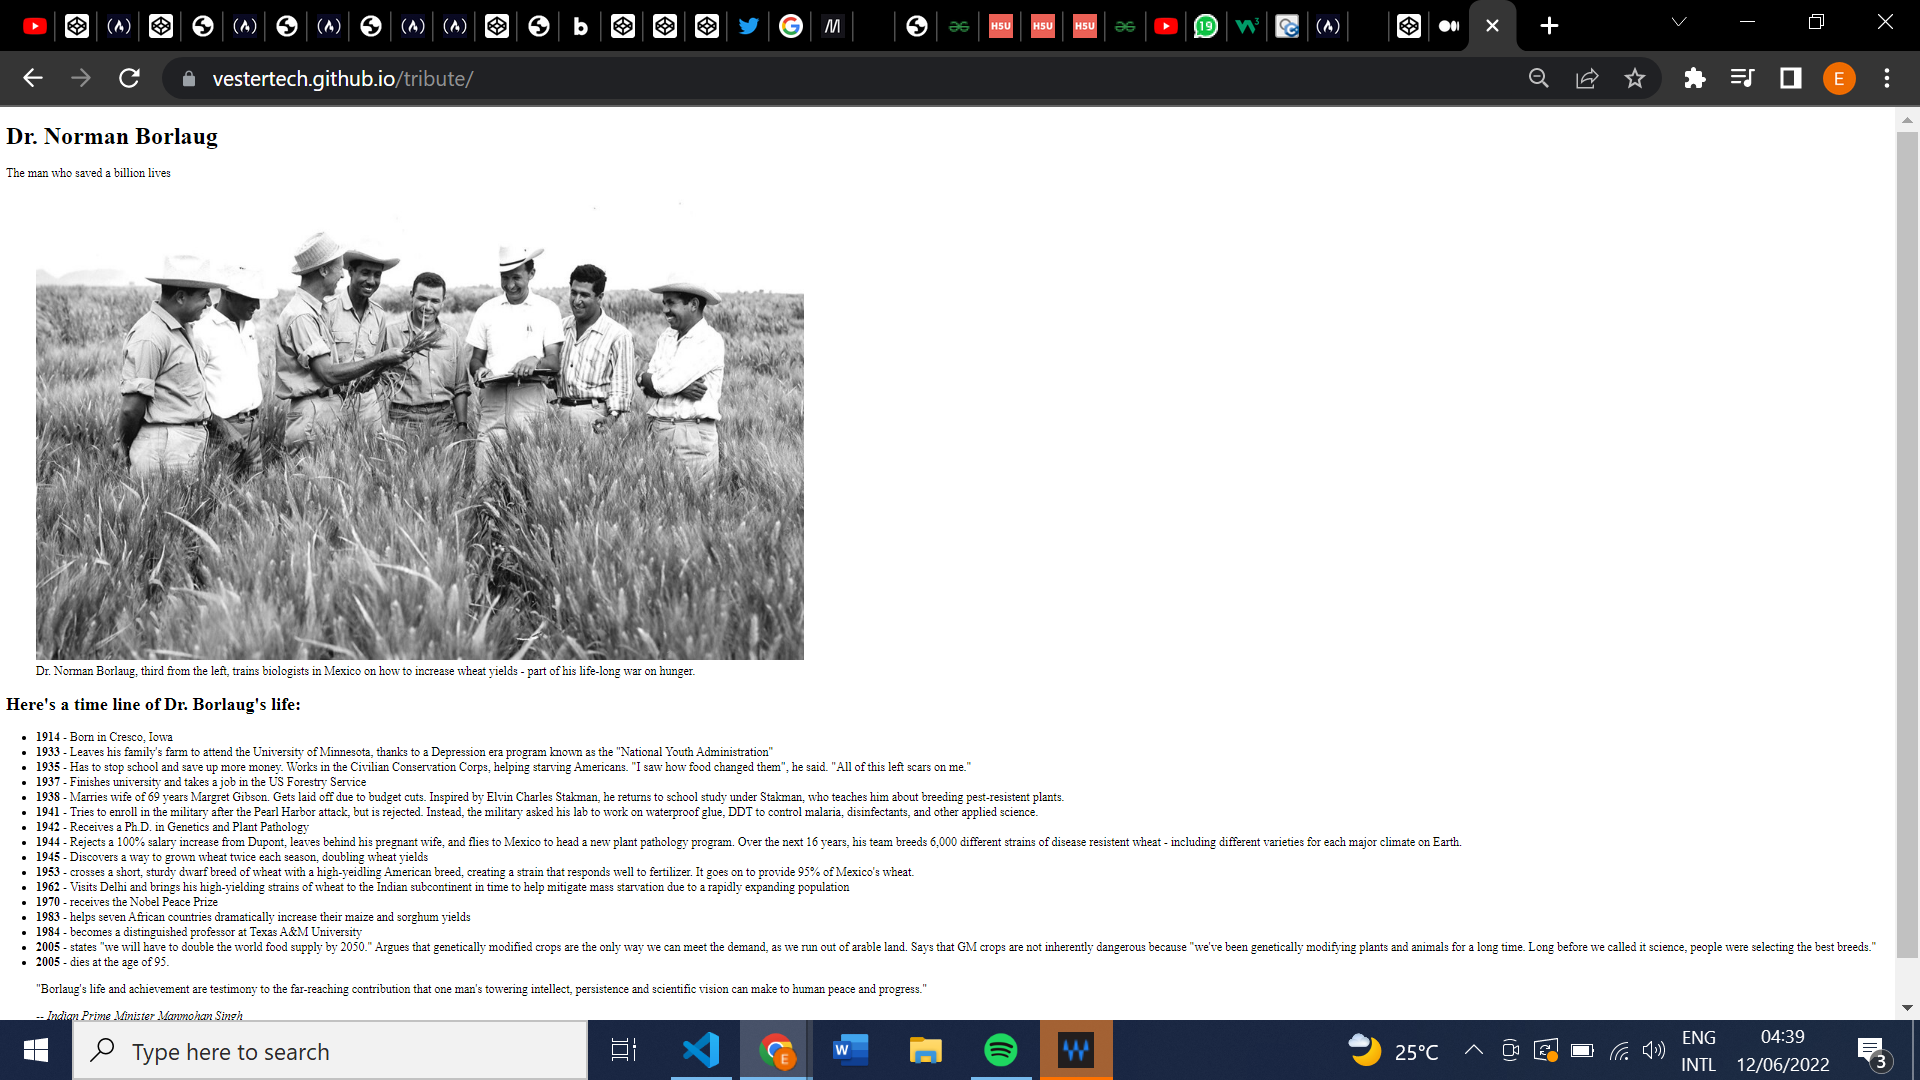 HSU
HSU
HSU
19
vestertech.github.io/tribute/
E
Dr. Norman Borlaug
The man who saved a billion lives
Dr. Norman Borlaug, third from the left, trains biologists in Mexico on how to increase wheat yields - part of his life-long war on hunger.
Here's a time line of Dr. Borlaug's life:
1914 - Born in Cresco, Iowa
1933 - Leaves his family's farm to attend the University of Minnesota, thanks to a Depression era program known as the "National Youth Administration"
1935 - Has to stop school and save up more money. Works in the Civilian Conservation Corps, helping starving Americans. "I saw how food changed them", he said. "All of this left scars on me."
1937 - Finishes university and takes a job in the US Forestry Service
1938 - Marries wife of 69 years Margret Gibson. Gets laid off due to budget cuts. Inspired by Elvin Charles Stakman, he returns to school study under Stakman, who teaches him about breeding pest-resistent plants.
1941 - Tries to enroll in the military after the Pearl Harbor attack, but is rejected. Instead, the military asked his lab to work on waterproof glue, DDT to control malaria, disinfectants, and other applied science.
1942 - Receives a Ph.D. in Genetics and Plant Pathology
1944 - Rejects a 100% salary increase from Dupont, leaves behind his pregnant wife, and flies to Mexico to head a new plant pathology program. Over the next 16 years, his team breeds 6,000 different strains of disease resistent wheat - including different varieties for each major climate on Earth.
1945 - Discovers a way to grown wheat twice each season, doubling wheat yields
1953 - crosses a short, sturdy dwarf breed of wheat with a high-yeidling American breed, creating a strain that responds well to fertilizer. It goes on to provide 95% of Mexico's wheat.
1962 - Visits Delhi and brings his high-yielding strains of wheat to the Indian subcontinent in time to help mitigate mass starvation due to a rapidly expanding population
1970 - receives the Nobel Peace Prize
1983 - helps seven African countries dramatically increase their maize and sorghum yields
1984 - becomes a distinguished professor at Texas A&M University
2005 - states "we will have to double the world food supply by 2050." Argues that genetically modified crops are the only way we can meet the demand, as we run out of arable land. Says that GM crops are not inherently dangerous because "we've been genetically modifying plants and animals for a long time. Long before we called it science, people were selecting the best breeds."
2005 - dies at the age of 95.
"Borlaug's life and achievement are testimony to the far-reaching contribution that one man's towering intellect, persistence and scientific vision can make to human peace and progress."
-- Indian Prime Minister Manmohan Singh
Type here to search
E
25°C
ENG
INTL
04:39
12/06/2022
3